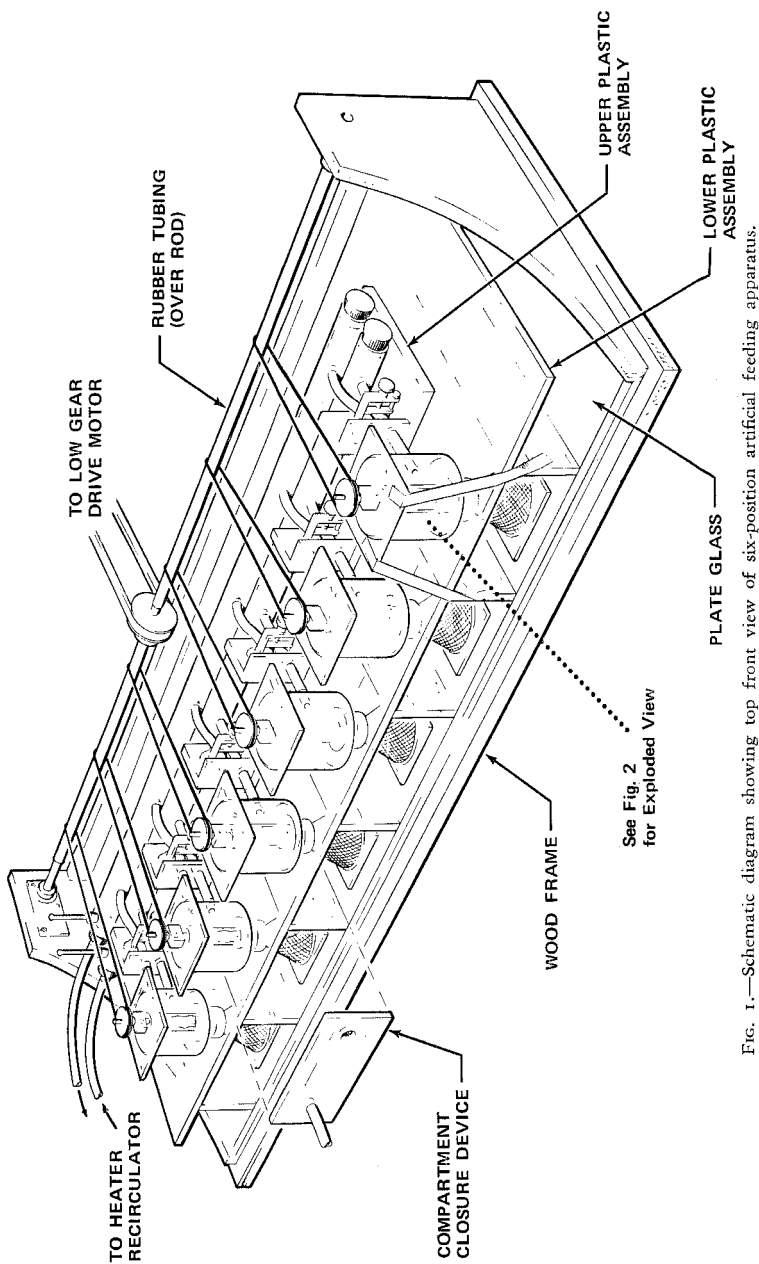 TO LOW GEAR
DRIVE MOTOR
RUBBER TUBING
(OVER ROD)
UPPER PLASTIC
ASSEMBLY
LOWER PLASTIC
ASSEMBLY
PLATE GLASS
See Fig. 2
for Exploded View
WOOD FRAME
COMPARTMENT
CLOSURE DEVICE
TO HEATER
RECIRCULATOR
FIG. 1.—Schematic diagram showing top front view of six-position artificial feeding apparatus.